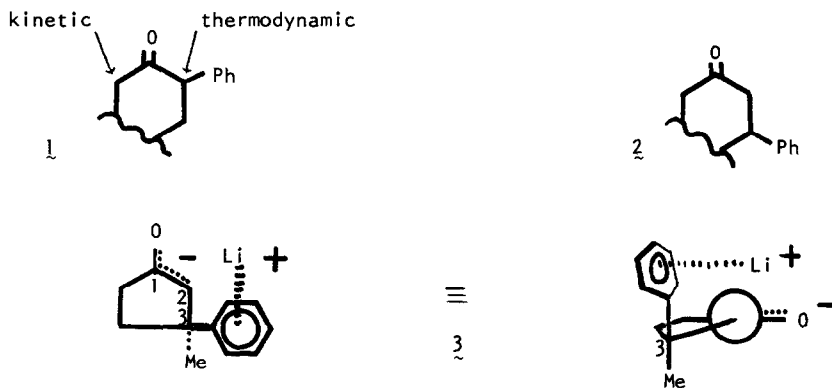 kinetic thermodynamic
O
Ph
1
O
Ph
2
O
− Li +
1
2
3
Me
≡
3
Li +
O −
3
Me